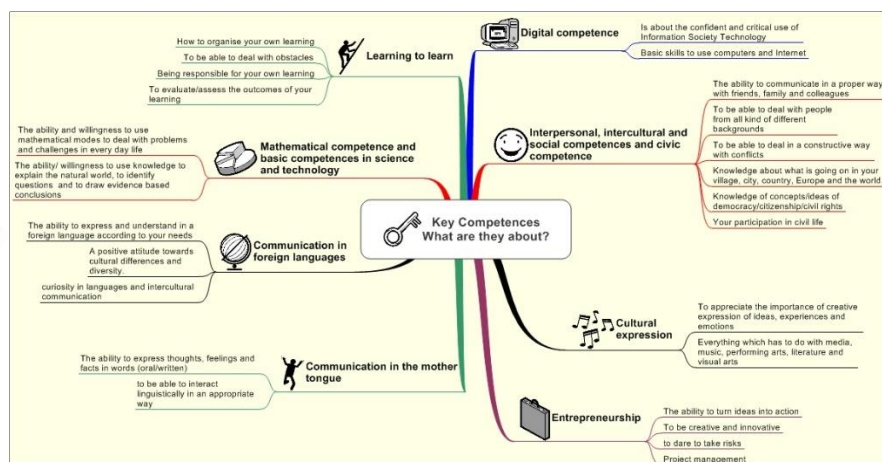 Key Competences
What are they about?
Digital competence
Is about the confident and critical use of
Information Society Technology
Basic skills to use computers and Internet
Interpersonal, intercultural and
social competences and civic
competence
The ability to communicate in a proper way
with friends, family and colleagues
To be able to deal with people
from all kind of different
backgrounds
To be able to deal in a constructive way
with conflicts
Knowledge about what is going on in your
village, city, country, Europe and the world
Knowledge of concepts/ideas of
democracy/citizenship/civil rights
Your participation in civil life
Cultural
expression
To appreciate the importance of creative
expression of ideas, experiences and
emotions
Everything which has to do with media,
music, performing arts, literature and
visual arts
Entrepreneurship
The ability to turn ideas into action
To be creative and innovative
to dare to take risks
Project management
Learning to learn
How to organise your own learning
To be able to deal with obstacles
Being responsible for your own learning
To evaluate/assess the outcomes of your
learning
Mathematical competence and
basic competences in science
and technology
The ability and willingness to use
mathematical modes to deal with problems
and challenges in every day life
The ability/ willingness to use knowledge to
explain the natural world, to identify
questions and to draw evidence based
conclusions
Communication in
foreign languages
The ability to express and understand in a
foreign language according to your needs
A positive attitude towards
cultural differences and
diversity.
curiosity in languages and intercultural
communication
Communication in the mother
tongue
The ability to express thoughts, feelings and
facts in words (oral/written)
to be able to interact
linguistically in an appropriate
way